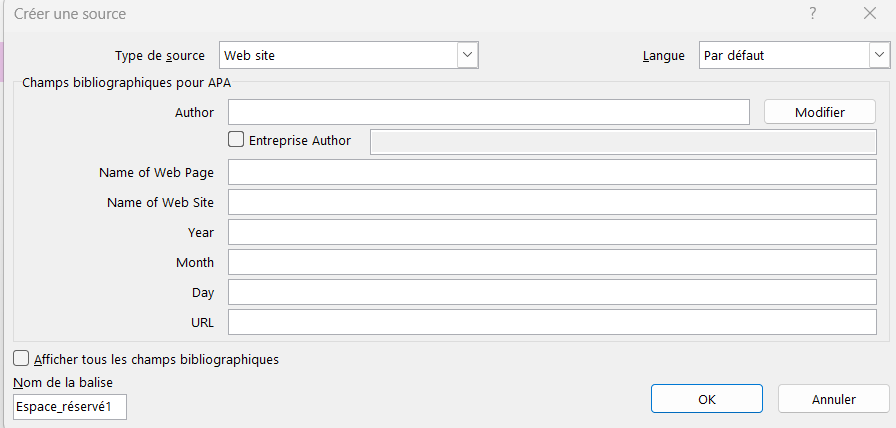 Créer une source ?
Type de source Web site Langue Par défaut
Champs bibliographiques pour APA
Author Modifier
Entreprise Author
Name of Web Page
Name of Web Site
Year
Month
Day
URL
Afficher tous les champs bibliographiques
Nom de la balise
Espace_réservé1 OK Annuler